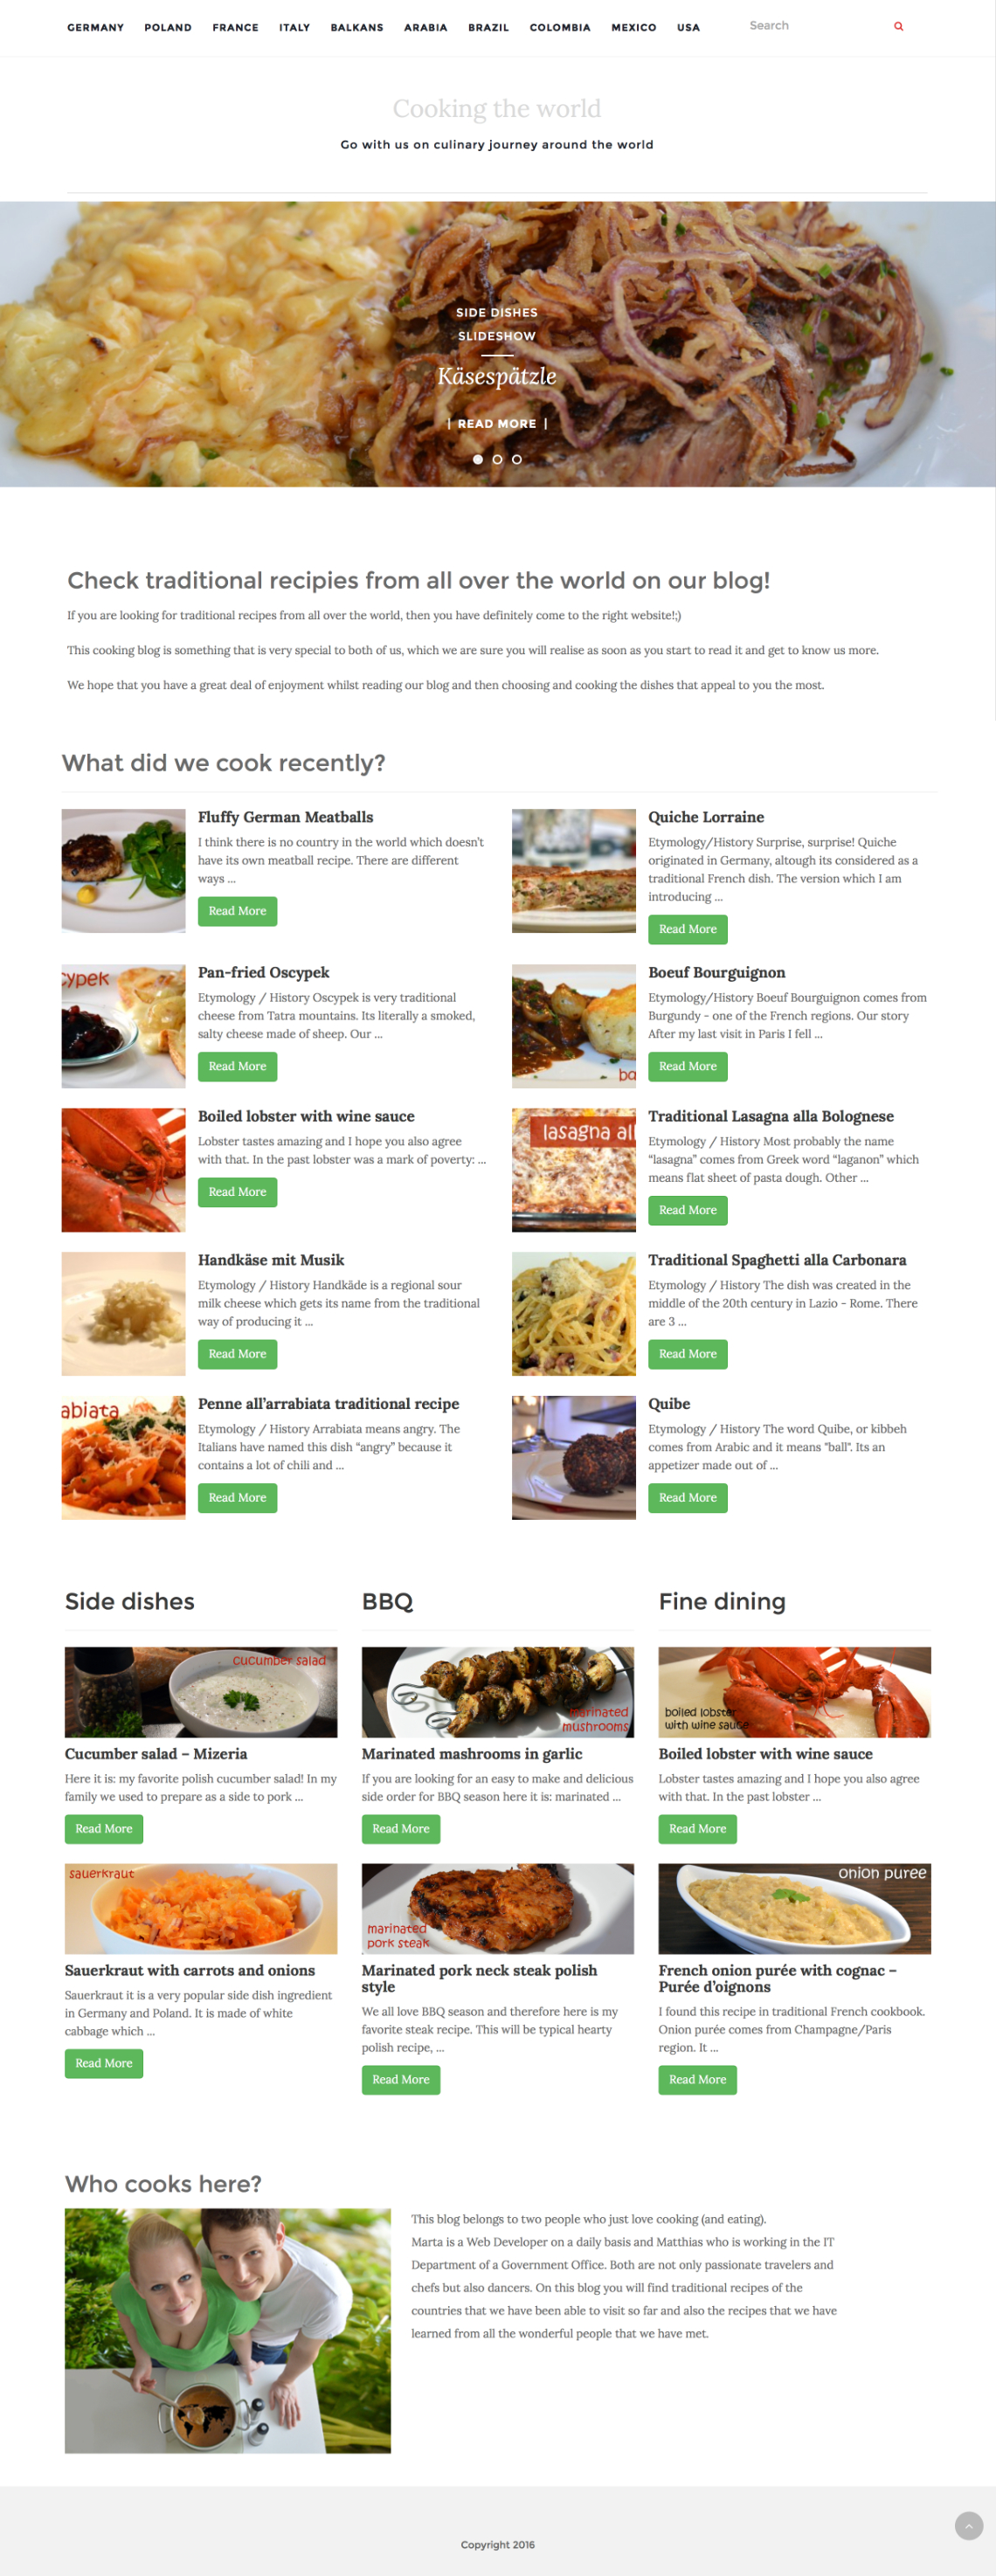 GERMANY POLAND FRANCE ITALY BALKANS ARABIA BRAZIL COLOMBIA MEXICO USA Search
Cooking the world
Go with us on culinary journey around the world
SIDE DISHES
SLIDESHOW
Käsespätzle
| READ MORE |
Check traditional recipies from all over the world on our blog!
If you are looking for traditional recipes from all over the world, then you have definitely come to the right website!;)
This cooking blog is something that is very special to both of us, which we are sure you will realise as soon as you start to read it and get to know us more.
We hope that you have a great deal of enjoyment whilst reading our blog and then choosing and cooking the dishes that appeal to you the most.
What did we cook recently?
Fluffy German Meatballs
I think there is no country in the world which doesn't
have its own meatball recipe. There are different
ways ...
Read More
Quiche Lorraine
Etymology/History Surprise, surprise! Quiche
originated in Germany, altough its considered as a
traditional French dish. The version which I am
introducing ...
Read More
cypek
Pan-fried Oscypek
Etymology / History Oscypek is very traditional
cheese from Tatra mountains. Its literally a smoked,
salty cheese made of sheep. Our ...
Read More
ba
Boeuf Bourguignon
Etymology/History Boeuf Bourguignon comes from
Burgundy - one of the French regions. Our story
After my last visit in Paris I fell ...
Read More
Boiled lobster with wine sauce
Lobster tastes amazing and I hope you also agree
with that. In the past lobster was a mark of poverty: ...
Read More
lasagna all
Traditional Lasagna alla Bolognese
Etymology / History Most probably the name
“lasagna” comes from Greek word “laganon” which
means flat sheet of pasta dough. Other ...
Read More
Handkäse mit Musik
Etymology / History Handkäde is a regional sour
milk cheese which gets its name from the traditional
way of producing it ...
Read More
Traditional Spaghetti alla Carbonara
Etymology / History The dish was created in the
middle of the 20th century in Lazio - Rome. There
are 3 ...
Read More
abiata
Penne all’arrabiata traditional recipe
Etymology / History Arrabiata means angry. The
Italians have named this dish “angry” because it
contains a lot of chili and ...
Read More
Quibe
Etymology / History The word Quibe, or kibbeh
comes from Arabic and it means "ball". Its an
appetizer made out of ...
Read More
Side dishes
cucumber salad
Cucumber salad – Mizeria
Here it is: my favorite polish cucumber salad! In my
family we used to prepare as a side to pork ...
Read More
sauerkraut
Sauerkraut with carrots and onions
Sauerkraut it is a very popular side dish ingredient
in Germany and Poland. It is made of white
cabbage which ...
Read More
BBQ
marinated
mushrooms
Marinated mashrooms in garlic
If you are looking for an easy to make and delicious
side order for BBQ season here it is: marinated ...
Read More
marinated
pork steak
Marinated pork neck steak polish
style
We all love BBQ season and therefore here is my
favorite steak recipe. This will be typical hearty
polish recipe, ...
Read More
Fine dining
boiled lobster
with wine sauce
Boiled lobster with wine sauce
Lobster tastes amazing and I hope you also agree
with that. In the past lobster ...
Read More
onion puree
French onion purée with cognac –
Purée d’oignons
I found this recipe in traditional French cookbook.
Onion purée comes from Champagne/Paris
region. It ...
Read More
Who cooks here?
This blog belongs to two people who just love cooking (and eating).
Marta is a Web Developer on a daily basis and Matthias who is working in the IT
Department of a Government Office. Both are not only passionate travelers and
chefs but also dancers. On this blog you will find traditional recipes of the
countries that we have been able to visit so far and also the recipes that we have
learned from all the wonderful people that we have met.
Copyright 2016